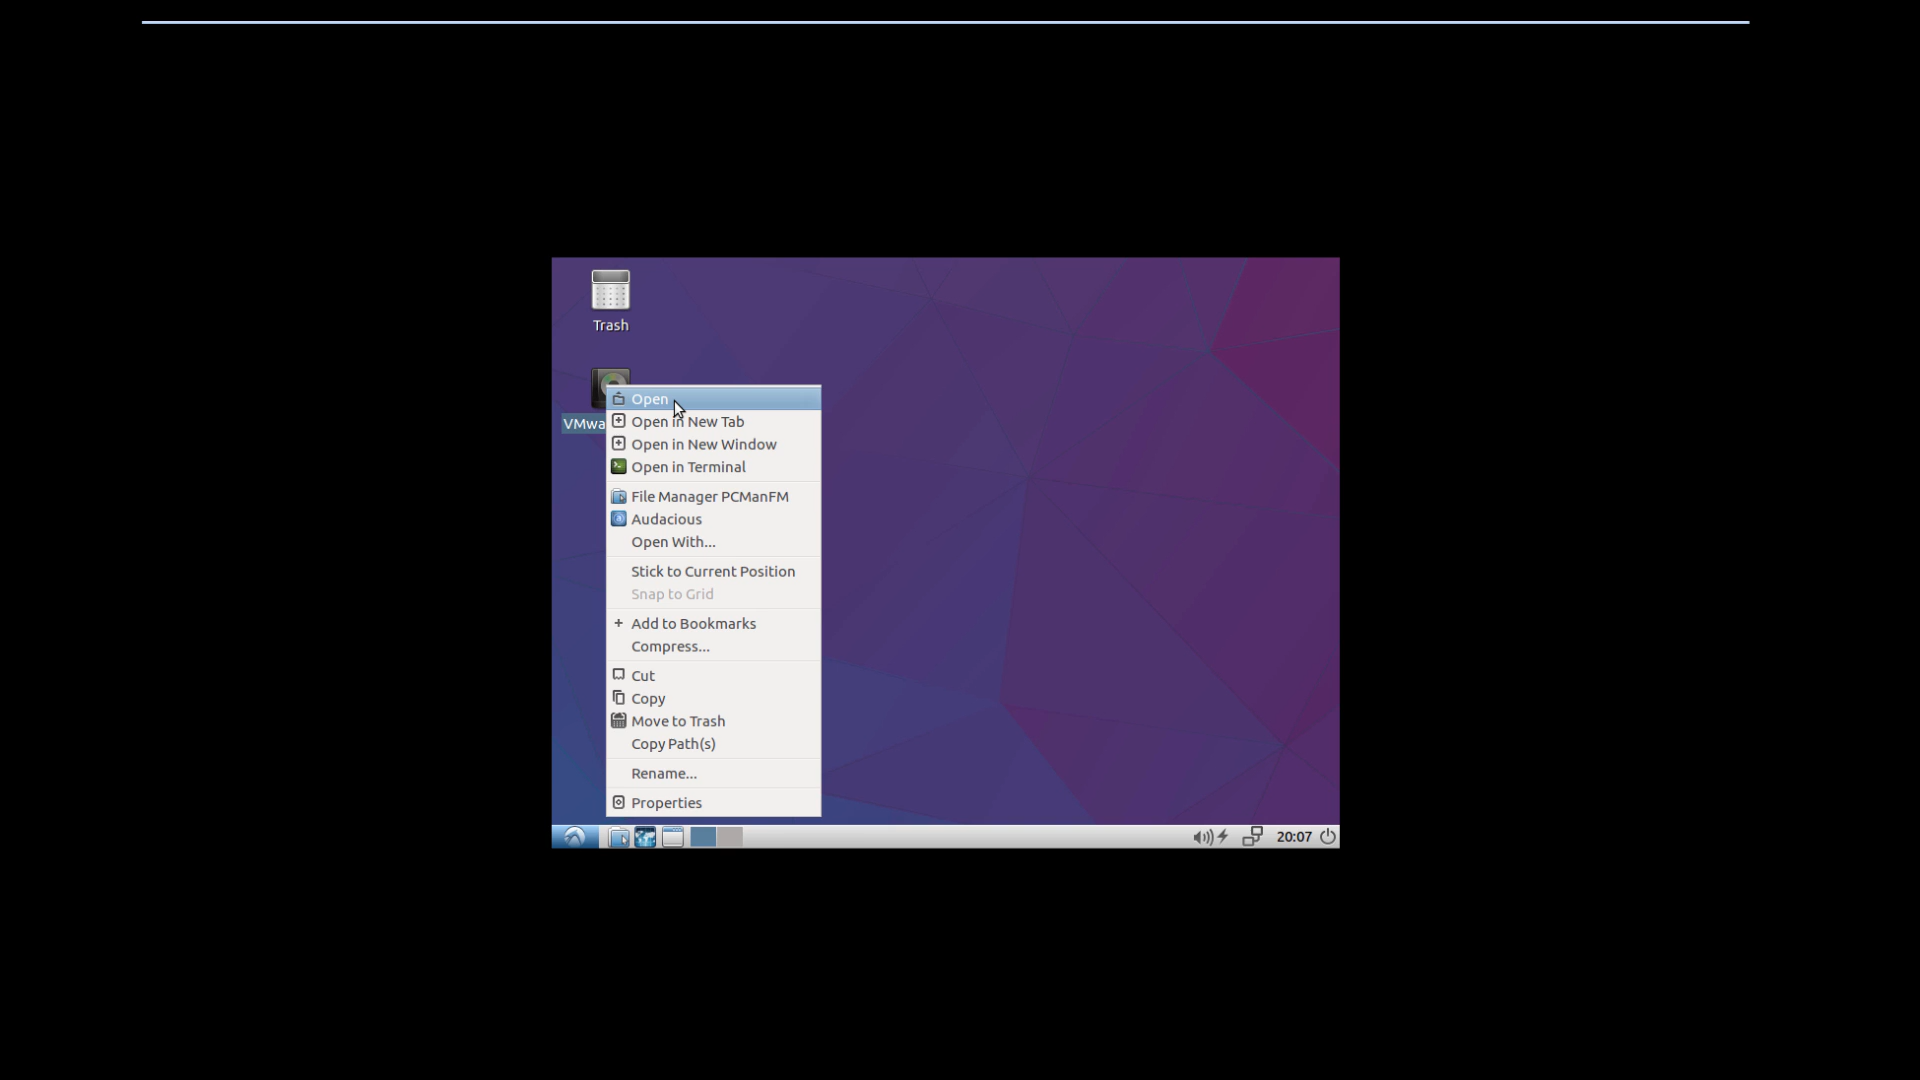 Trash
VMwa
Open
Open in New Tab
Open in New Window
Open in Terminal
File Manager PCManFM
Audacious
Open With...
Stick to Current Position
Snap to Grid
Add to Bookmarks
Compress...
Cut
Copy
Move to Trash
Copy Path(s)
Rename...
Properties
20:07